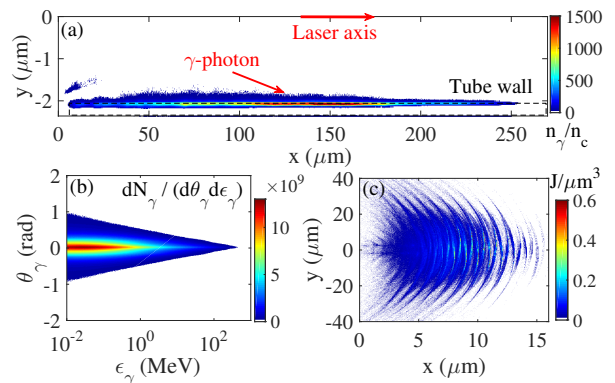 (a)
Laser axis
γ-photon
Tube wall
y (μm)
0
-1
-2
5
50
100
150
200
250
x (μm)
1500
1000
500
0
n_γ/n_c
(b)
dN_γ / (dθ_γ dϵ_γ)
×10^9
θ_γ (rad)
2
1
0
-1
-2
10^-2
10^0
10^2
ϵ_γ (MeV)
10
5
0
(c)
J/μm^3
y (μm)
40
20
0
-20
-40
0
5
10
15
x (μm)
0.6
0.4
0.2
0